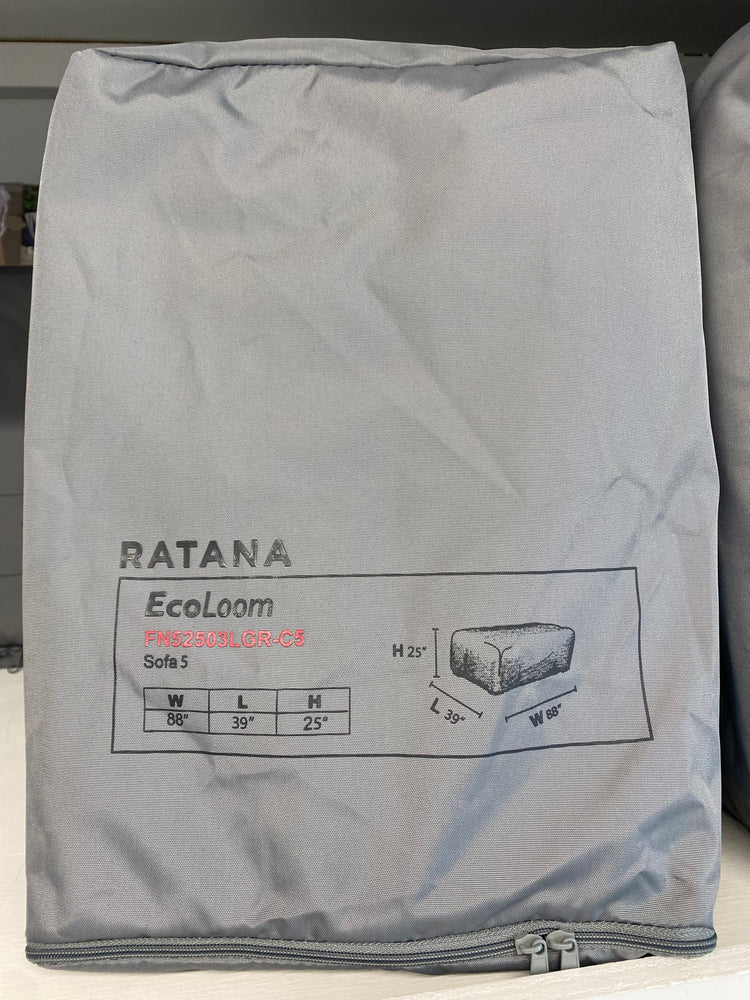 RATANA
EcoLoom
FN52503LGR-C5
Sofa 5
W L H
88" 39" 25"
H 25"
L 39"
W 88"